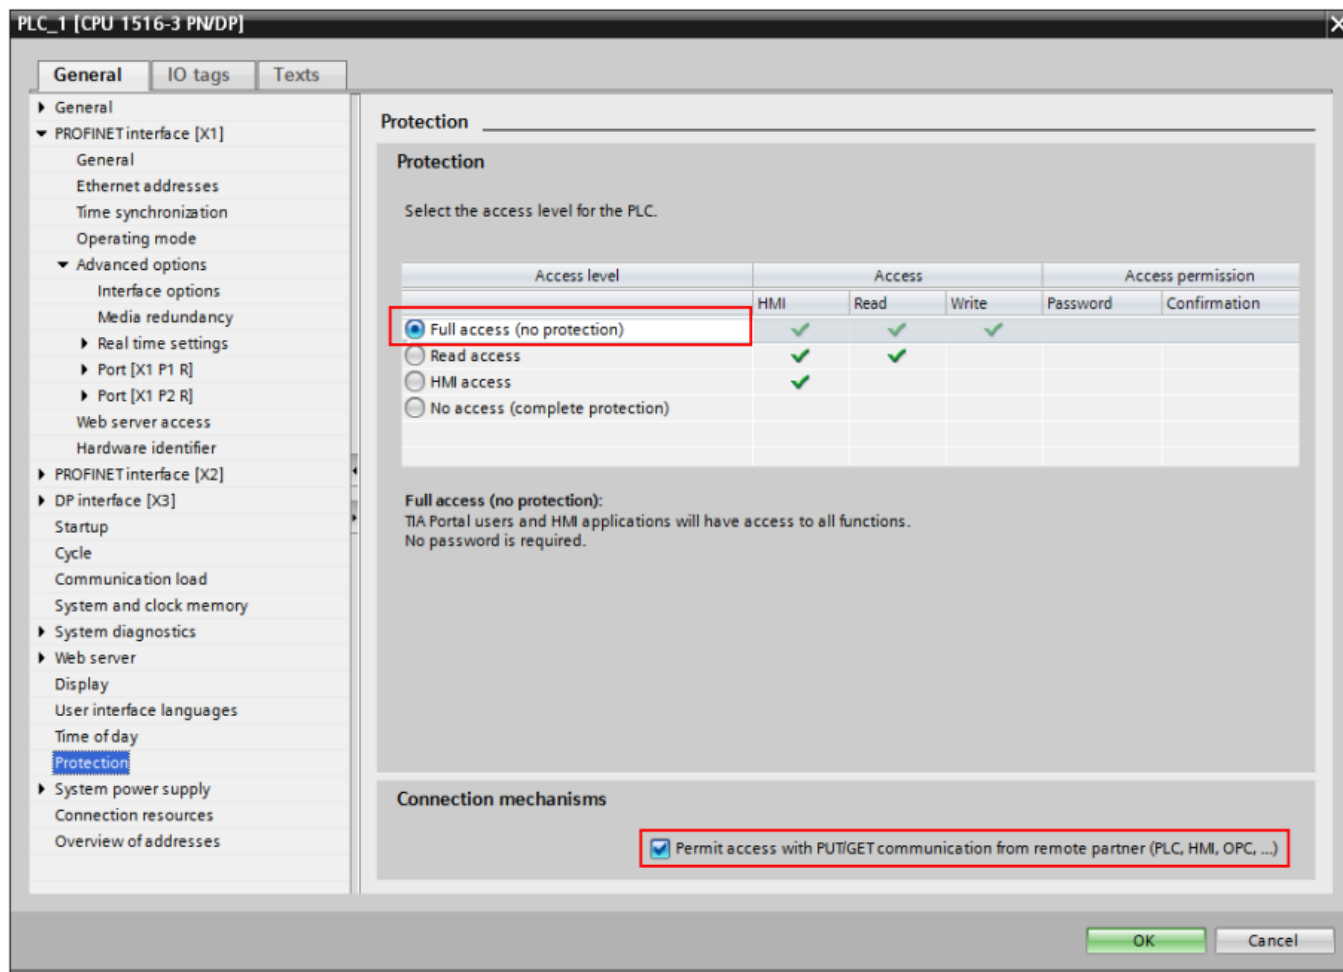 PLC_1 [CPU 1516-3 PN/DP]
General IO tags Texts
General
PROFINET interface [X1]
General
Ethernet addresses
Time synchronization
Operating mode
Advanced options
Interface options
Media redundancy
Real time settings
Port [X1 P1 R]
Port [X1 P2 R]
Web server access
Hardware identifier
PROFINET interface [X2]
DP interface [X3]
Startup
Cycle
Communication load
System and clock memory
System diagnostics
Web server
Display
User interface languages
Time of day
Protection
System power supply
Connection resources
Overview of addresses
Protection
Protection
Select the access level for the PLC.
Access level Access Access permission
HMI Read Write Password Confirmation
Full access (no protection)
Read access
HMI access
No access (complete protection)
Full access (no protection):
TIA Portal users and HMI applications will have access to all functions.
No password is required.
Connection mechanisms
Permit access with PUT/GET communication from remote partner (PLC, HMI, OPC, ...)
OK Cancel